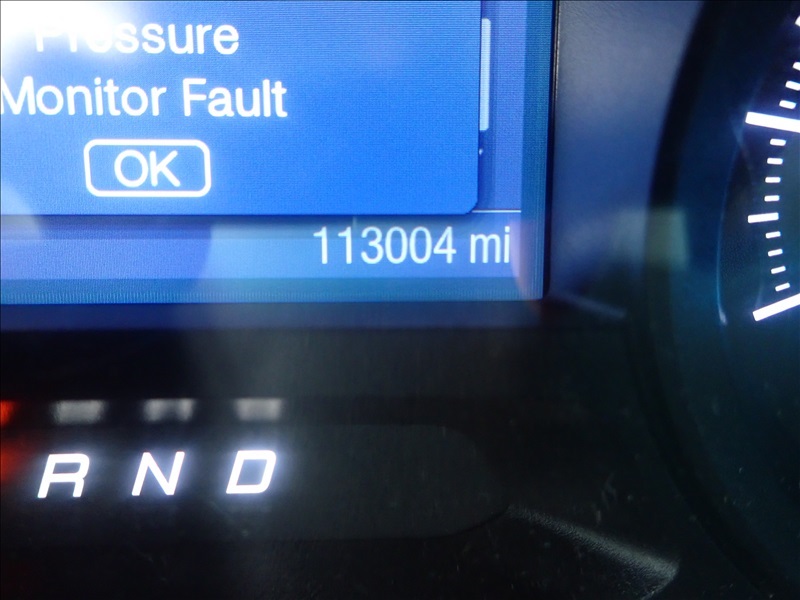 Pressure
Monitor Fault
OK
113004 mi
R N D